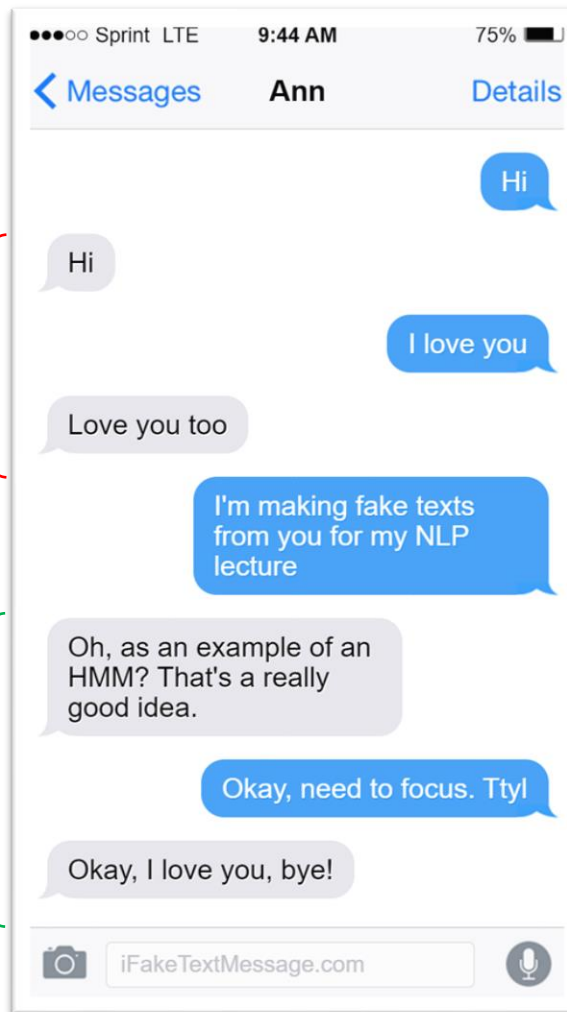 Sprint LTE 9:44 AM 75%
Messages Ann Details
Hi
Hi
I love you
Love you too
I'm making fake texts
from you for my NLP
lecture
Oh, as an example of an
HMM? That's a really
good idea.
Okay, need to focus. Ttyl
Okay, I love you, bye!
iFakeTextMessage.com